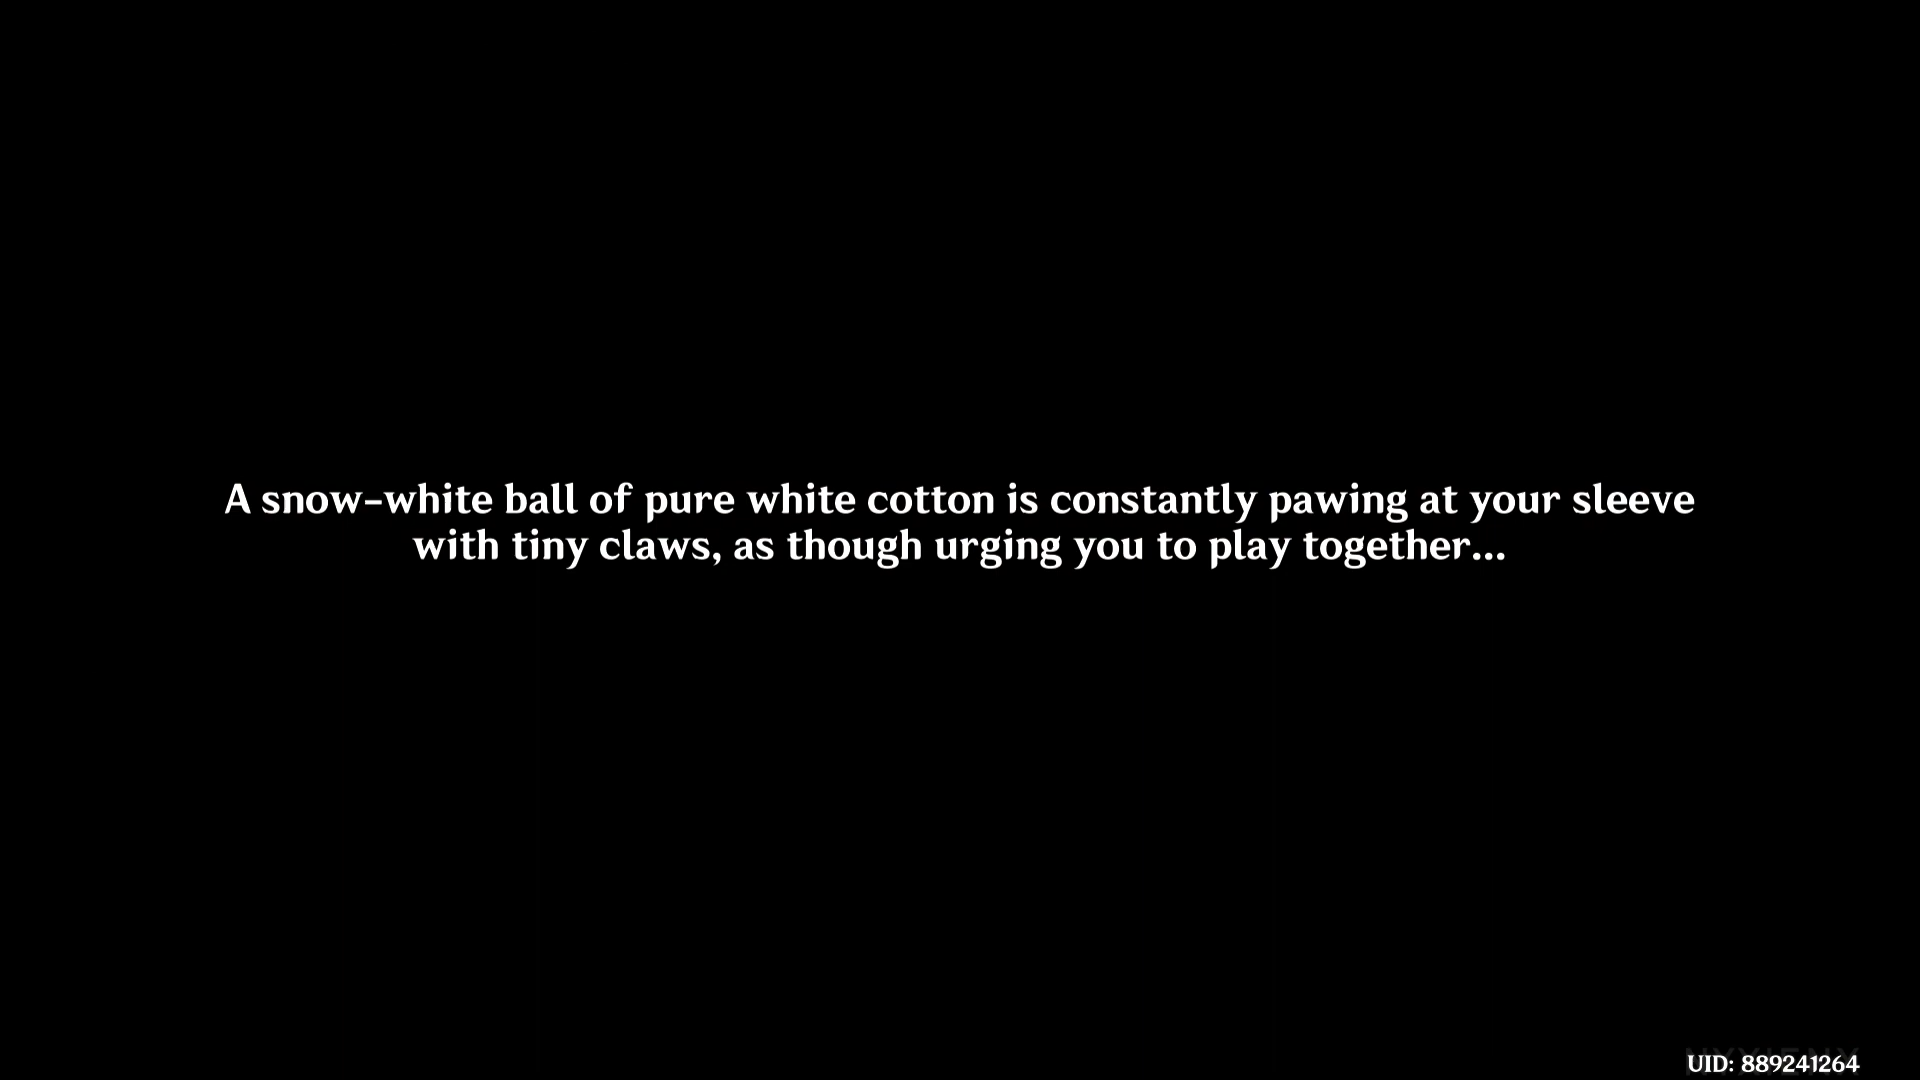 A snow-white ball of pure white cotton is constantly pawing at your sleeve
with tiny claws, as though urging you to play together...
UID: 889241264